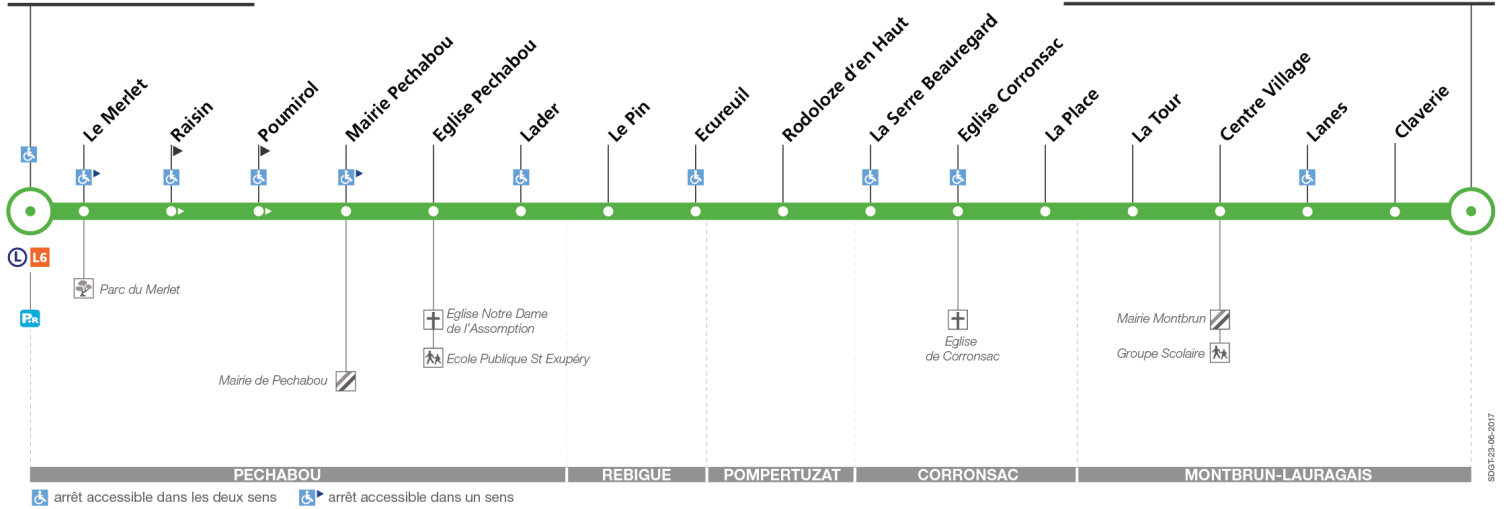 Le Merlet
Raisin
Poumirol
Mairie Pechabou
Eglise Pechabou
Lader
Le Pin
Ecureuil
Rodoloze d'en Haut
La Serre Beauregard
Eglise Corronsac
La Place
La Tour
Centre Village
Lanes
Claverie
L L6
P+R
Parc du Merlet
Mairie de Pechabou
Eglise Notre Dame
de l'Assomption
Ecole Publique St Exupéry
Eglise
de Corronsac
Mairie Montbrun
Groupe Scolaire
PECHABOU
REBIGUE
POMPERTUZAT
CORRONSAC
MONTBRUN-LAURAGAIS
arrêt accessible dans les deux sens
arrêt accessible dans un sens
SDGT-23-06-2017